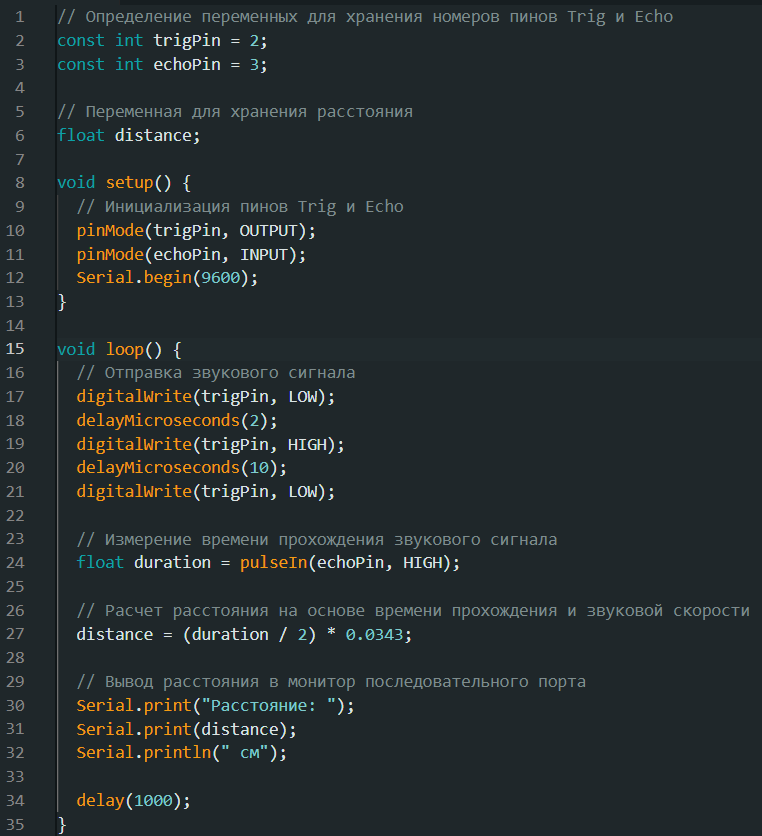 1 // Определение переменных для хранения номеров пинов Trig и Echo
2 const int trigPin = 2;
3 const int echoPin = 3;
4
5 // Переменная для хранения расстояния
6 float distance;
7
8 void setup() {
9   // Инициализация пинов Trig и Echo
10   pinMode(trigPin, OUTPUT);
11   pinMode(echoPin, INPUT);
12   Serial.begin(9600);
13 }
14
15 void loop() {
16   // Отправка звукового сигнала
17   digitalWrite(trigPin, LOW);
18   delayMicroseconds(2);
19   digitalWrite(trigPin, HIGH);
20   delayMicroseconds(10);
21   digitalWrite(trigPin, LOW);
22
23   // Измерение времени прохождения звукового сигнала
24   float duration = pulseIn(echoPin, HIGH);
25
26   // Расчет расстояния на основе времени прохождения и звуковой скорости
27   distance = (duration / 2) * 0.0343;
28
29   // Вывод расстояния в монитор последовательного порта
30   Serial.print("Расстояние: ");
31   Serial.print(distance);
32   Serial.println(" см");
33
34   delay(1000);
35 }